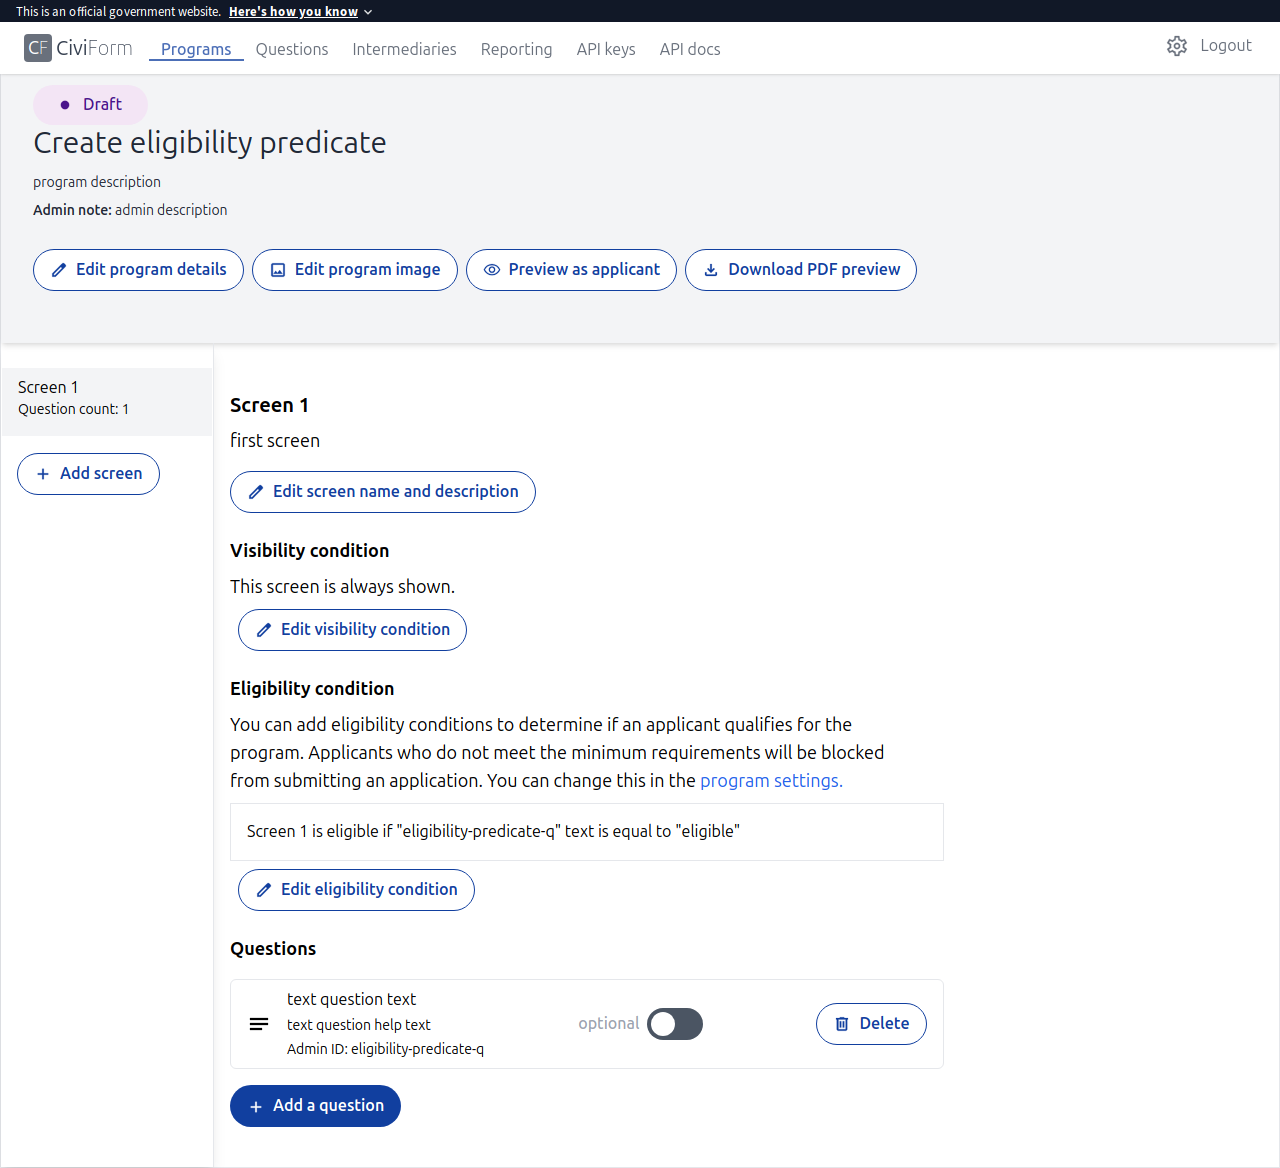 This is an official government website. Here's how you know
CF CiviForm Programs Questions Intermediaries Reporting API keys API docs Logout
Draft
Create eligibility predicate
program description
Admin note: admin description
Edit program details Edit program image Preview as applicant Download PDF preview
Screen 1
Question count: 1
Add screen
Screen 1
first screen
Edit screen name and description
Visibility condition
This screen is always shown.
Edit visibility condition
Eligibility condition
You can add eligibility conditions to determine if an applicant qualifies for the
program. Applicants who do not meet the minimum requirements will be blocked
from submitting an application. You can change this in the program settings.
Screen 1 is eligible if "eligibility-predicate-q" text is equal to "eligible"
Edit eligibility condition
Questions
text question text
text question help text
Admin ID: eligibility-predicate-q
optional
Delete
Add a question